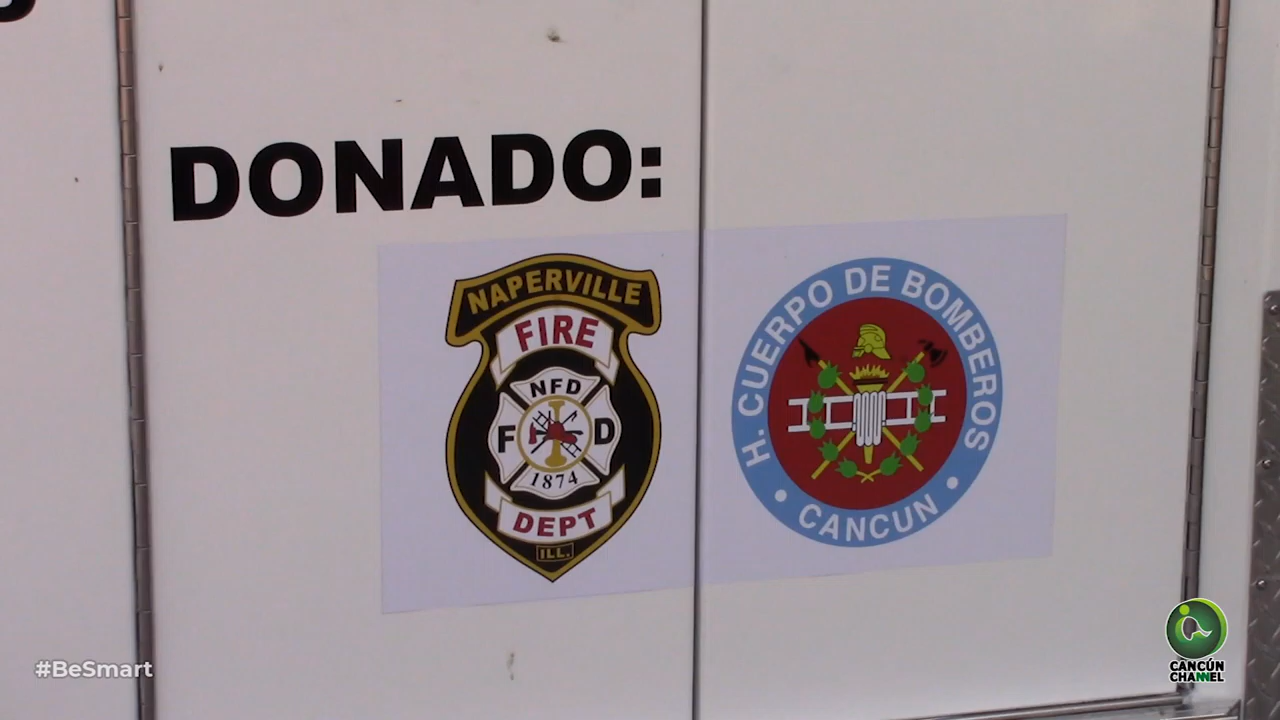 DONADO:
NAPERVILLE
FIRE
NFD
F D
1874
DEPT
ILL.
H. CUERPO DE BOMBEROS
• CANCUN •
#BeSmart
CANCÚN
CHANNEL